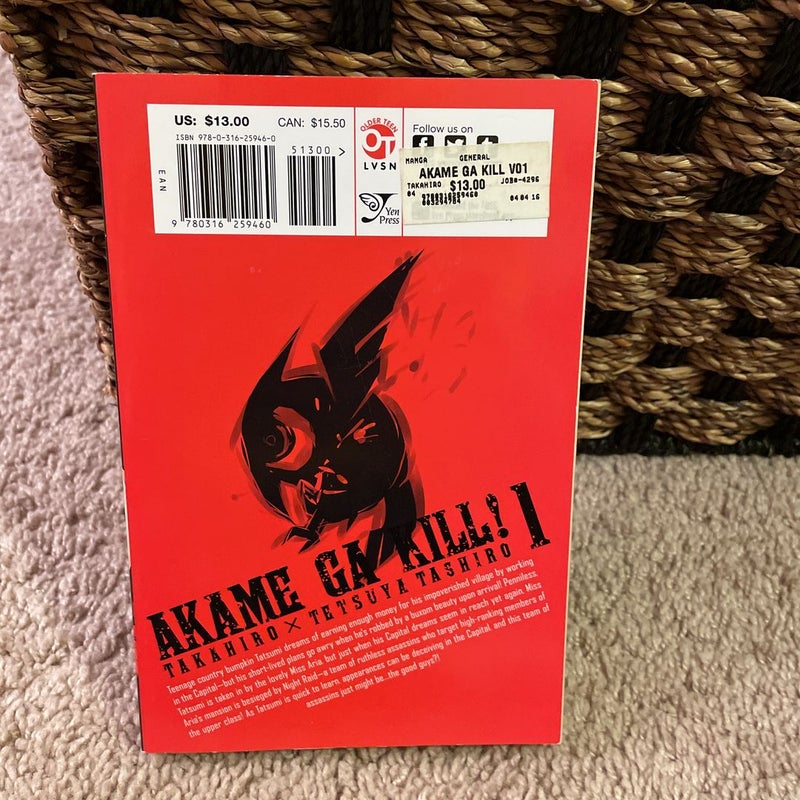 US: $13.00 CAN: $15.50
ISBN 978-0-316-25946-0
51300 >
EAN
9 780316 259460
OLDER TEEN
OT
LVSN
Yen
Press
Follow us on
MANGA GENERAL
AKAME GA KILL V01
TAKAHIRO $13.00 JOB#-4296
04 04 04 16
AKAME GA KILL! 1
TAKAHIRO × TETSUYA TASHIRO
Teenage country bumpkin Tatsumi dreams of earning enough money for his impoverished village by working
in the Capital—but his short-lived plans go awry when he's robbed by a buxom beauty upon arrival! Penniless,
Tatsumi is taken in by the lovely Miss Aria but just when his Capital dreams seem in reach yet again, Miss
Aria's mansion is besieged by Night Raid—a team of ruthless assassins who target high-ranking members of
the upper class! As Tatsumi is quick to learn, appearances can be deceiving in the Capital, and this team of
assassins just might be...the good guys?!